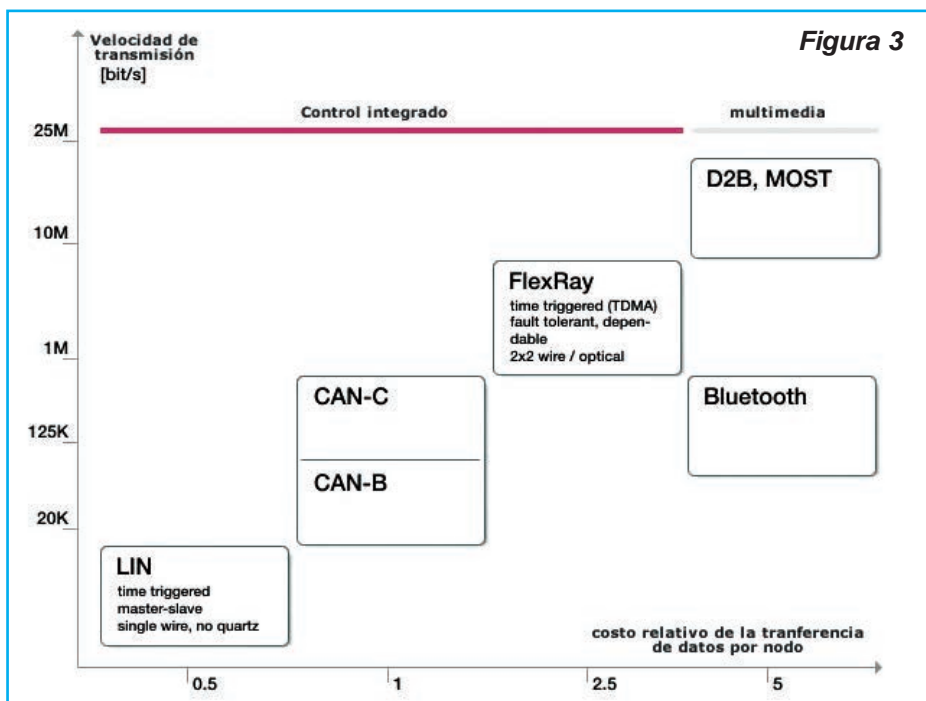 Figura 3
Velocidad de
transmisión
[bit/s]
Control integrado
multimedia
25M
10M
1M
125K
20K
D2B, MOST
FlexRay
time triggered (TDMA)
fault tolerant, depen-
dable
2x2 wire / optical
CAN-C
CAN-B
Bluetooth
LIN
time triggered
master-slave
single wire, no quartz
costo relativo de la tranferencia
de datos por nodo
0.5
1
2.5
5